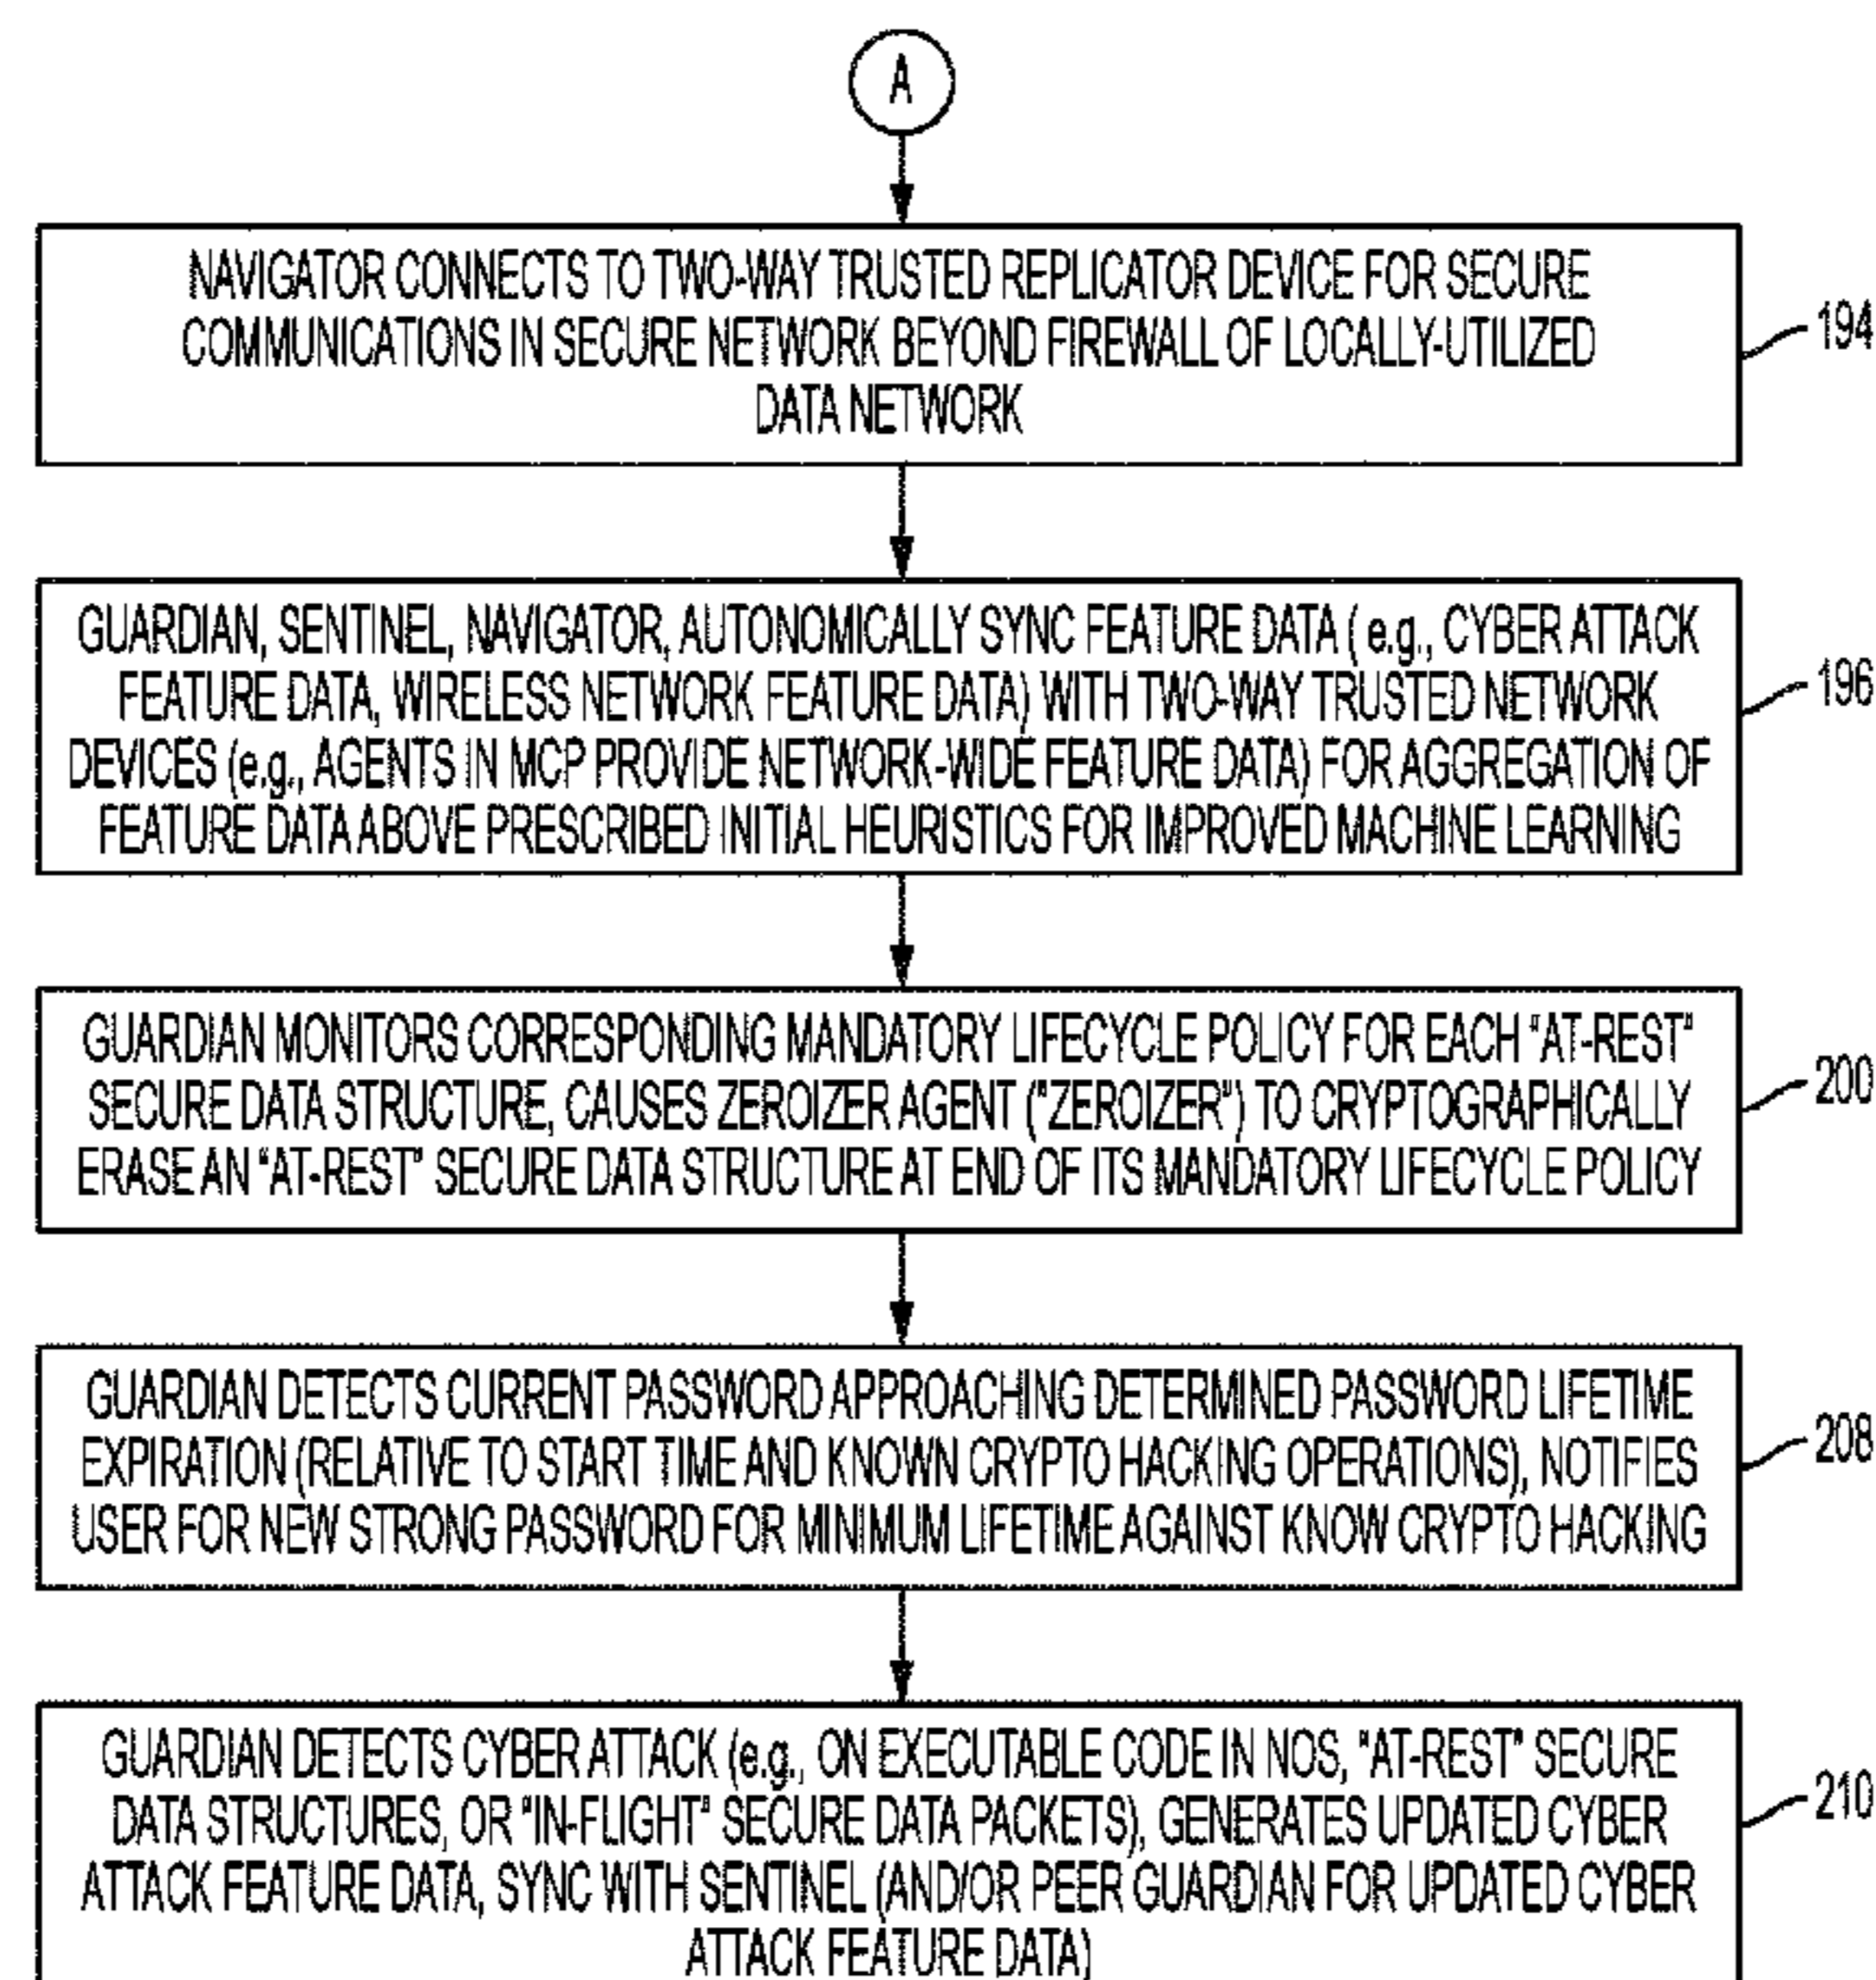 A
NAVIGATOR CONNECTS TO TWO-WAY TRUSTED REPLICATOR DEVICE FOR SECURE
COMMUNICATIONS IN SECURE NETWORK BEYOND FIREWALL OF LOCALLY-UTILIZED
DATA NETWORK
194
GUARDIAN, SENTINEL, NAVIGATOR, AUTONOMICALLY SYNC FEATURE DATA ( e.g., CYBER ATTACK
FEATURE DATA, WIRELESS NETWORK FEATURE DATA) WITH TWO-WAY TRUSTED NETWORK
DEVICES (e.g., AGENTS IN MCP PROVIDE NETWORK-WIDE FEATURE DATA) FOR AGGREGATION OF
FEATURE DATA ABOVE PRESCRIBED INITIAL HEURISTICS FOR IMPROVED MACHINE LEARNING
196
GUARDIAN MONITORS CORRESPONDING MANDATORY LIFECYCLE POLICY FOR EACH "AT-REST"
SECURE DATA STRUCTURE, CAUSES ZEROIZER AGENT ("ZEROIZER") TO CRYPTOGRAPHICALLY
ERASE AN "AT-REST" SECURE DATA STRUCTURE AT END OF ITS MANDATORY LIFECYCLE POLICY
200
GUARDIAN DETECTS CURRENT PASSWORD APPROACHING DETERMINED PASSWORD LIFETIME
EXPIRATION (RELATIVE TO START TIME AND KNOWN CRYPTO HACKING OPERATIONS), NOTIFIES
USER FOR NEW STRONG PASSWORD FOR MINIMUM LIFETIME AGAINST KNOW CRYPTO HACKING
208
GUARDIAN DETECTS CYBER ATTACK (e.g., ON EXECUTABLE CODE IN NOS, "AT-REST" SECURE
DATA STRUCTURES, OR "IN-FLIGHT" SECURE DATA PACKETS), GENERATES UPDATED CYBER
ATTACK FEATURE DATA, SYNC WITH SENTINEL (AND/OR PEER GUARDIAN FOR UPDATED CYBER
ATTACK FEATURE DATA)
210